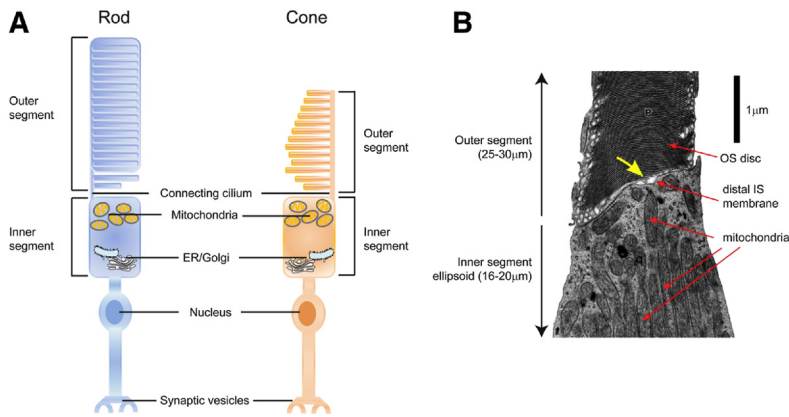 A
Rod
Cone
Outer
segment
Outer
segment
Connecting cilium
Mitochondria
Inner
segment
Inner
segment
ER/Golgi
Nucleus
Synaptic vesicles
B
1μm
Outer segment
(25-30μm)
OS disc
distal IS
membrane
mitochondria
Inner segment
ellipsoid (16-20μm)